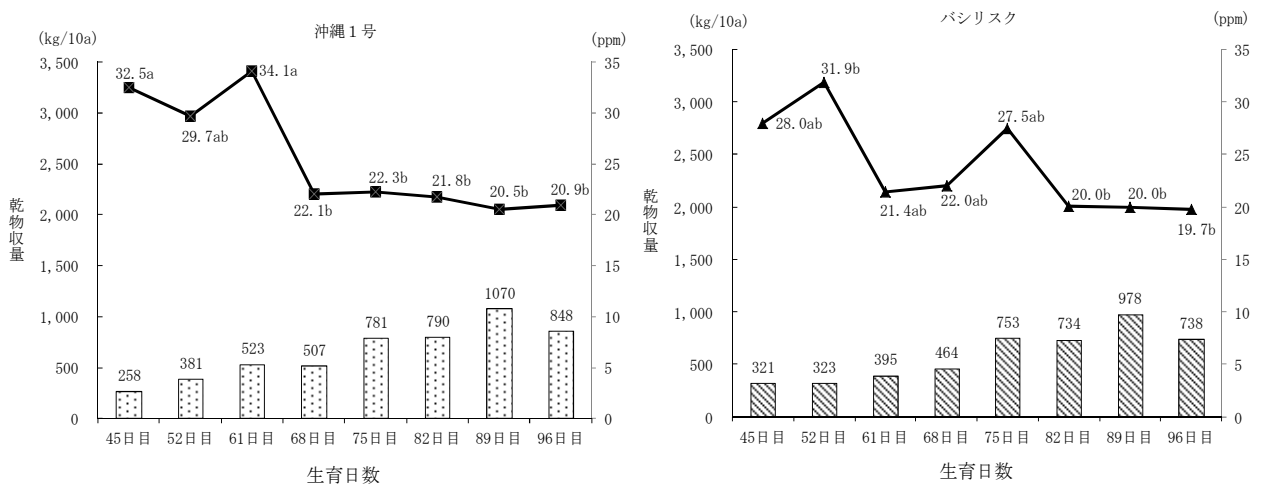 沖縄１号
(kg/10a)
(ppm)
3,500
3,000
2,500
2,000
1,500
1,000
500
0
35
30
25
20
15
10
5
0
乾物収量
32.5a
29.7ab
34.1a
22.1b
22.3b
21.8b
20.5b
20.9b
258
381
523
507
781
790
1070
848
45日目 52日目 61日目 68日目 75日目 82日目 89日目 96日目
生育日数
バシリスク
(kg/10a)
(ppm)
3,500
3,000
2,500
2,000
1,500
1,000
500
0
35
30
25
20
15
10
5
0
乾物収量
28.0ab
31.9b
21.4ab
22.0ab
27.5ab
20.0b
20.0b
19.7b
321
323
395
464
753
734
978
738
45日目 52日目 61日目 68日目 75日目 82日目 89日目 96日目
生育日数